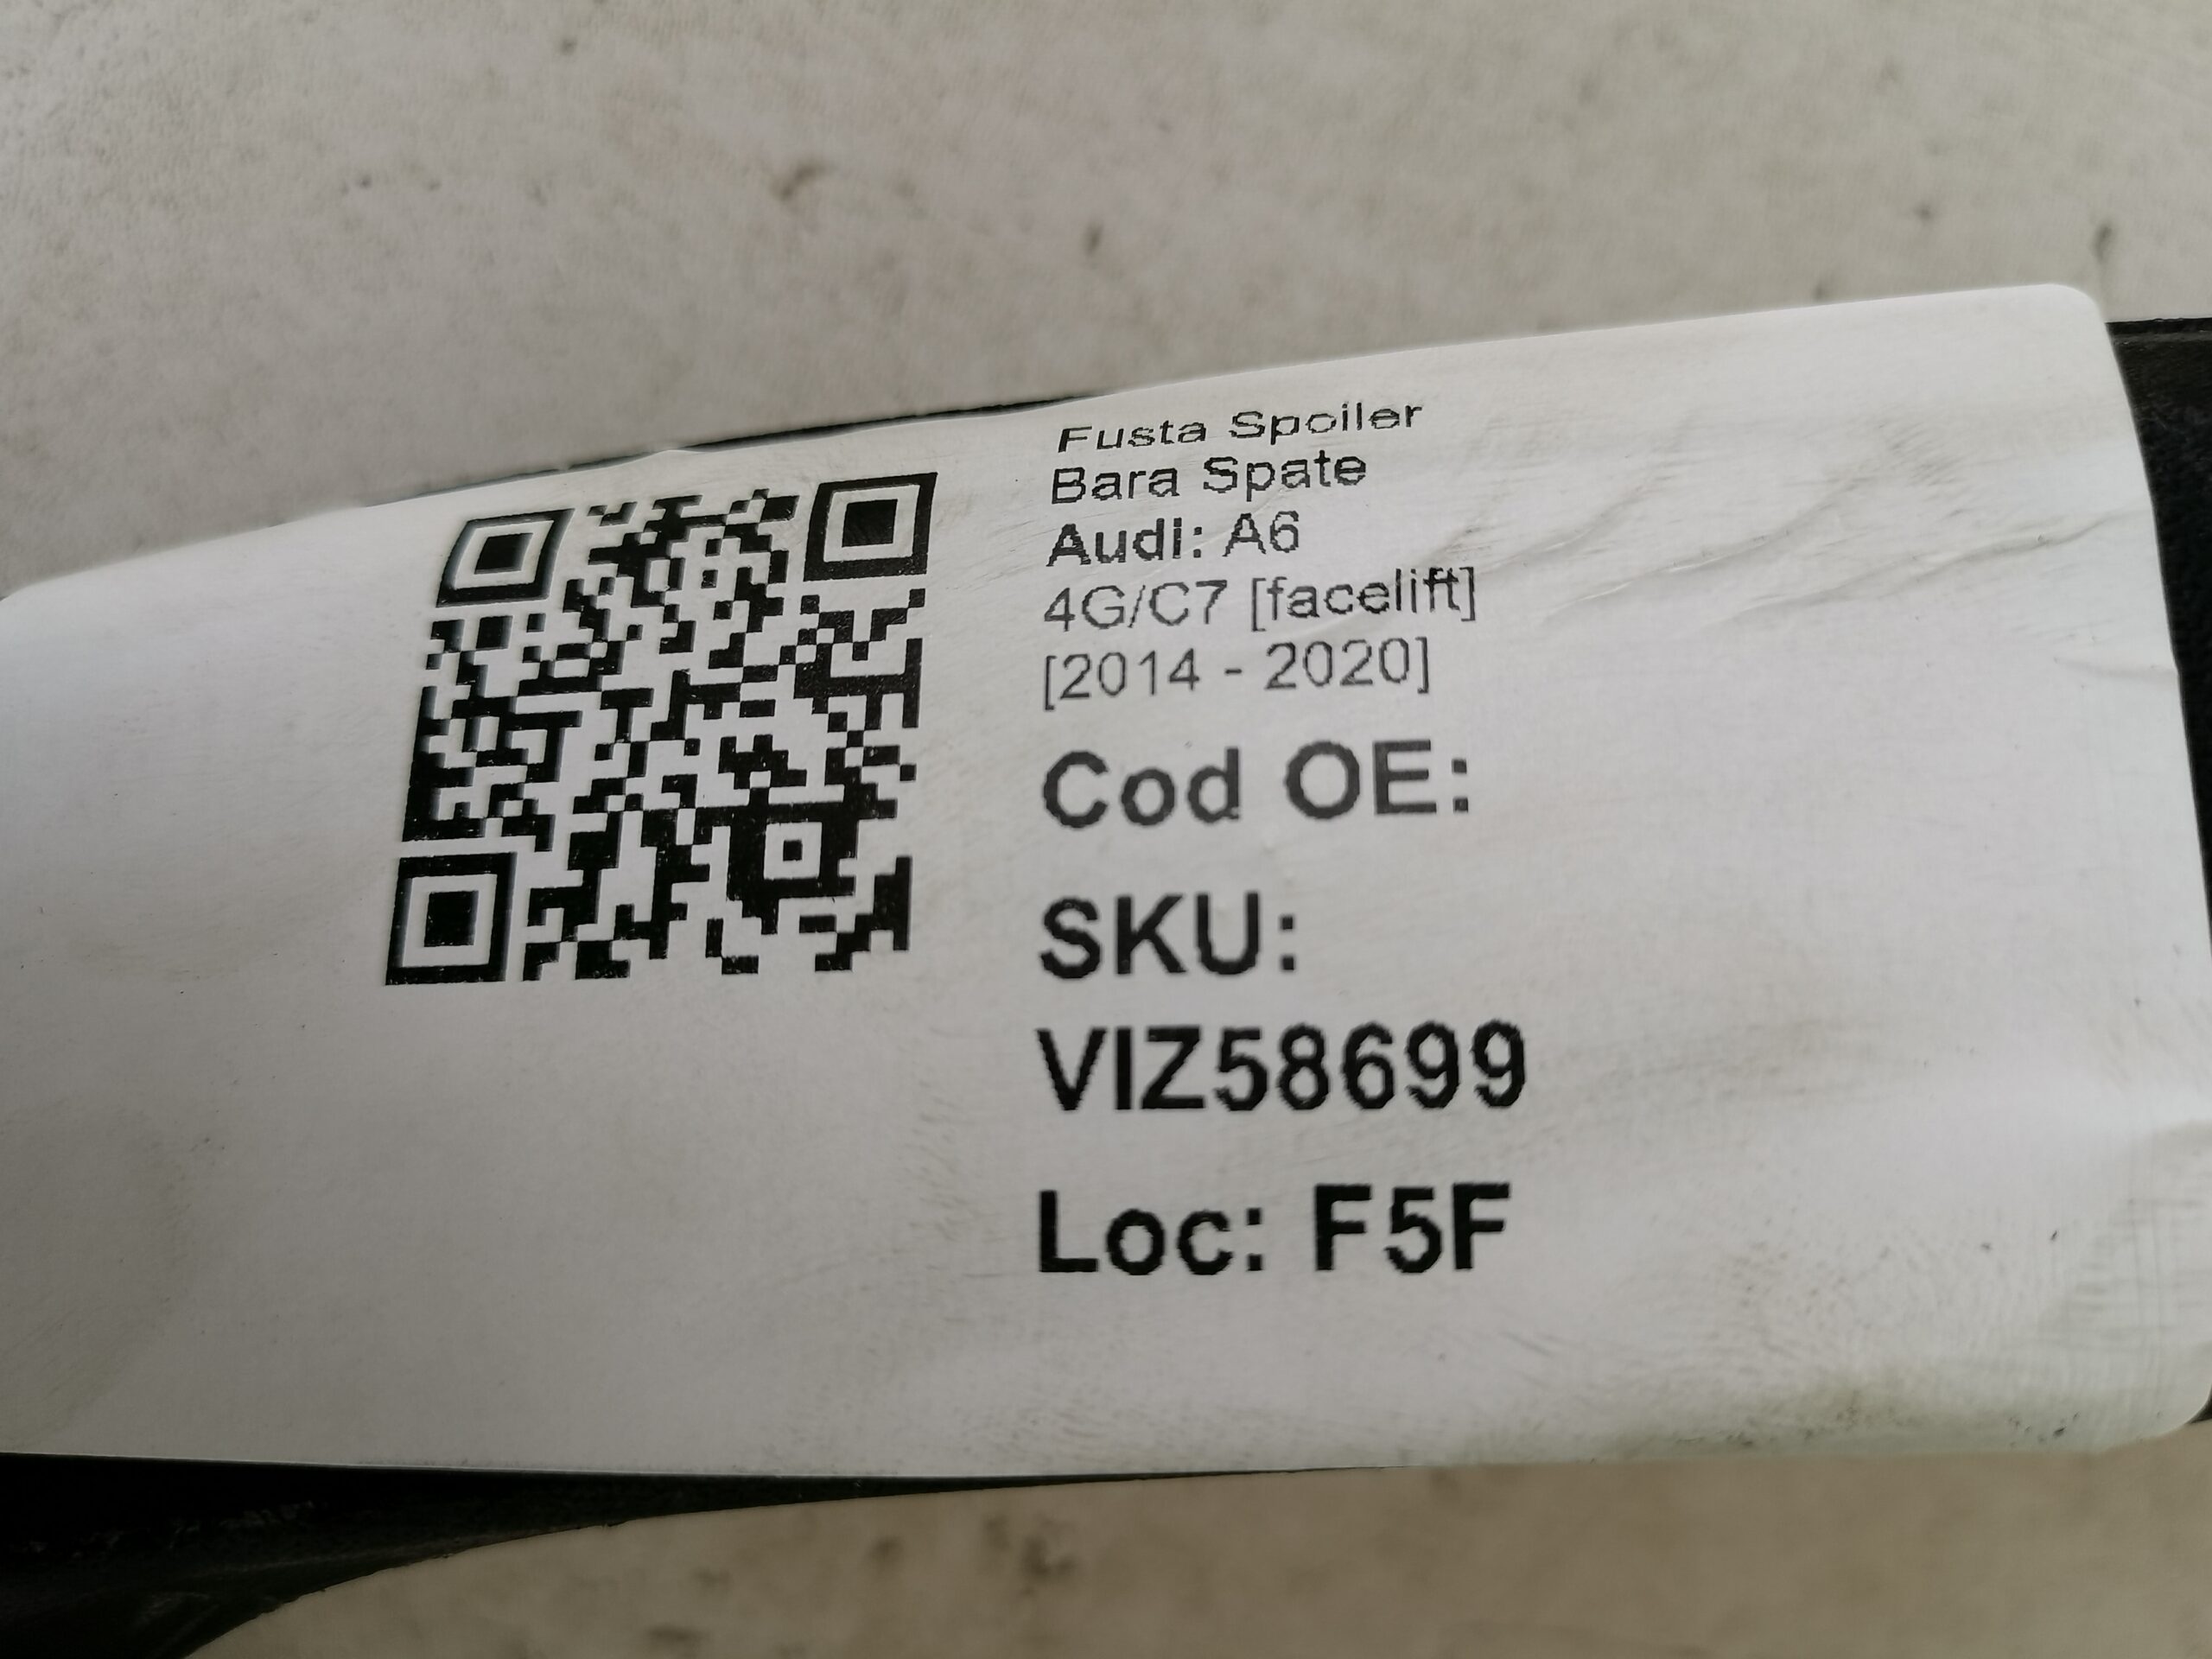 Fusta Spoiler
Bara Spate
Audi: A6
4G/C7 [facelift]
[2014 - 2020]
Cod OE:
SKU:
VIZ58699
Loc: F5F